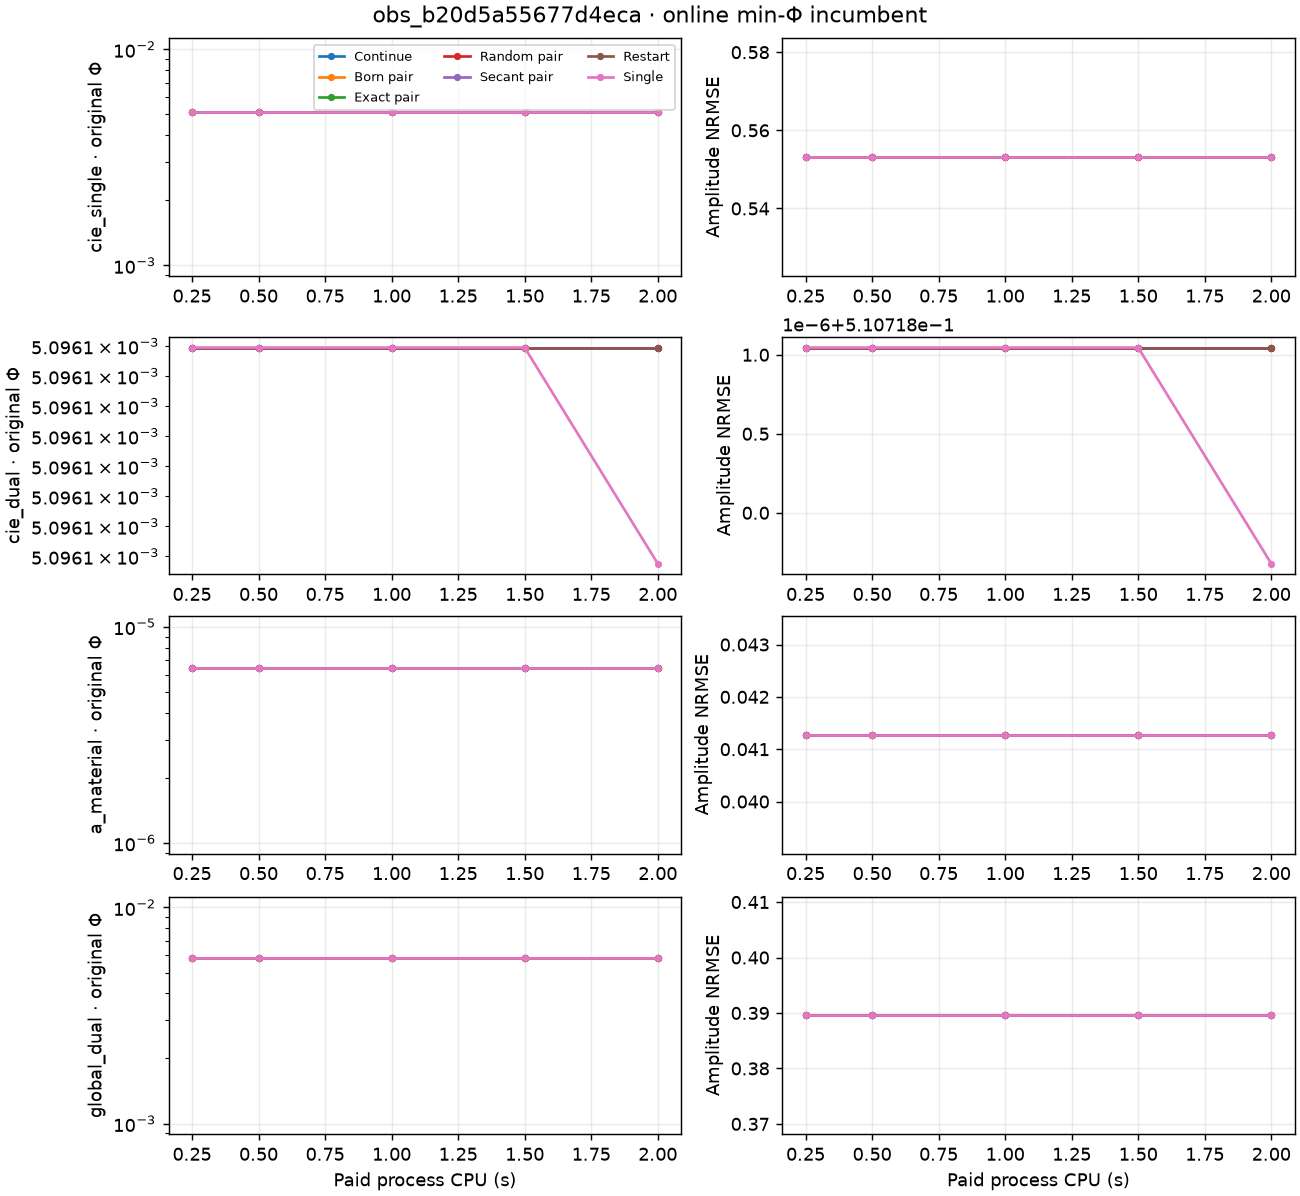 obs_b20d5a55677d4eca · online min-Φ incumbent
cie_single · original Φ
10⁻²
10⁻³
Continue
Born pair
Exact pair
Random pair
Secant pair
Restart
Single
0.25 0.50 0.75 1.00 1.25 1.50 1.75 2.00
Amplitude NRMSE
0.58
0.56
0.54
0.25 0.50 0.75 1.00 1.25 1.50 1.75 2.00
cie_dual · original Φ
5.0961 × 10⁻³
5.0961 × 10⁻³
5.0961 × 10⁻³
5.0961 × 10⁻³
5.0961 × 10⁻³
5.0961 × 10⁻³
5.0961 × 10⁻³
5.0961 × 10⁻³
0.25 0.50 0.75 1.00 1.25 1.50 1.75 2.00
1e−6+5.10718e−1
Amplitude NRMSE
1.0
0.5
0.0
0.25 0.50 0.75 1.00 1.25 1.50 1.75 2.00
a_material · original Φ
10⁻⁵
10⁻⁶
0.25 0.50 0.75 1.00 1.25 1.50 1.75 2.00
Amplitude NRMSE
0.043
0.042
0.041
0.040
0.25 0.50 0.75 1.00 1.25 1.50 1.75 2.00
global_dual · original Φ
10⁻²
10⁻³
0.25 0.50 0.75 1.00 1.25 1.50 1.75 2.00
Paid process CPU (s)
Amplitude NRMSE
0.41
0.40
0.39
0.38
0.37
0.25 0.50 0.75 1.00 1.25 1.50 1.75 2.00
Paid process CPU (s)